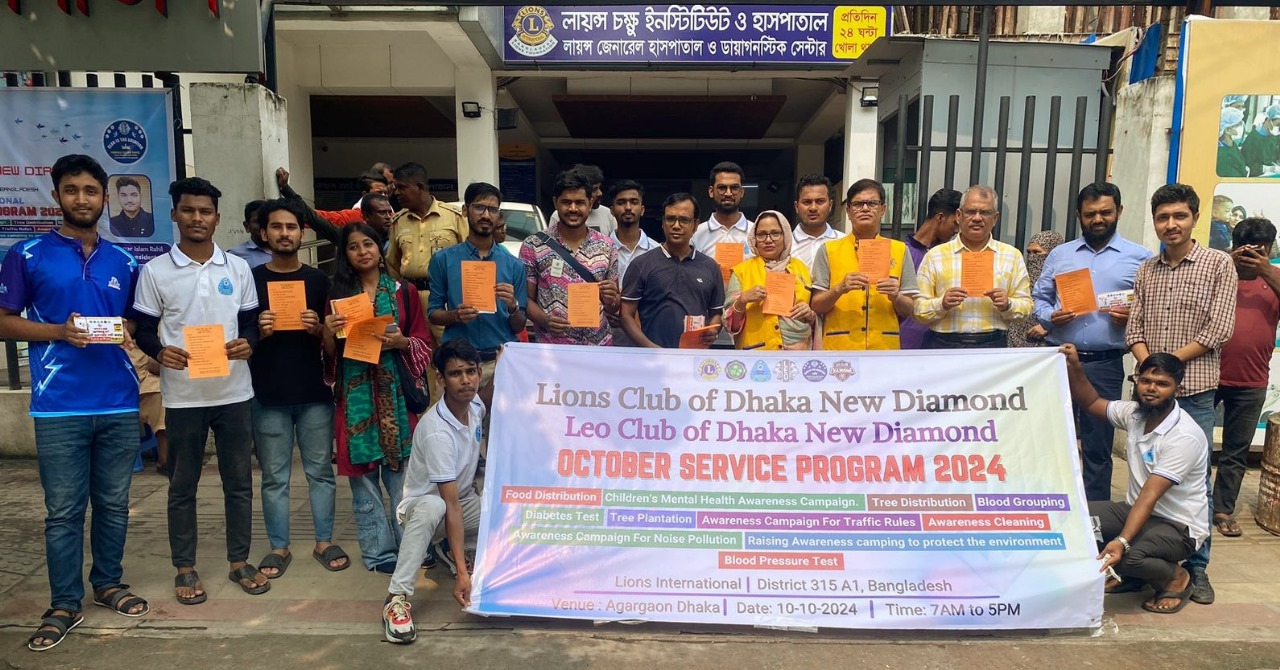 লায়ন্স চক্ষু ইনস্টিটিউট ও হাসপাতাল
লায়ন্স জেনারেল হাসপাতাল ও ডায়াগনস্টিক সেন্টার
প্রতিদিন
২৪ ঘন্টা
খোলা
NEW
BANGLADESH
Lions Club of Dhaka New Diamond
Leo Club of Dhaka New Diamond
OCTOBER SERVICE PROGRAM 2024
Food Distribution Children's Mental Health Awareness Campaign. Tree Distribution Blood Grouping
Diabetes Test Tree Plantation Awareness Campaign For Traffic Rules Awareness Cleaning
Awareness Campaign For Noise Pollution Raising Awareness camping to protect the environment
Blood Pressure Test
Lions International | District 315 A1, Bangladesh
Venue : Agargaon Dhaka | Date: 10-10-2024 | Time: 7AM to 5PM